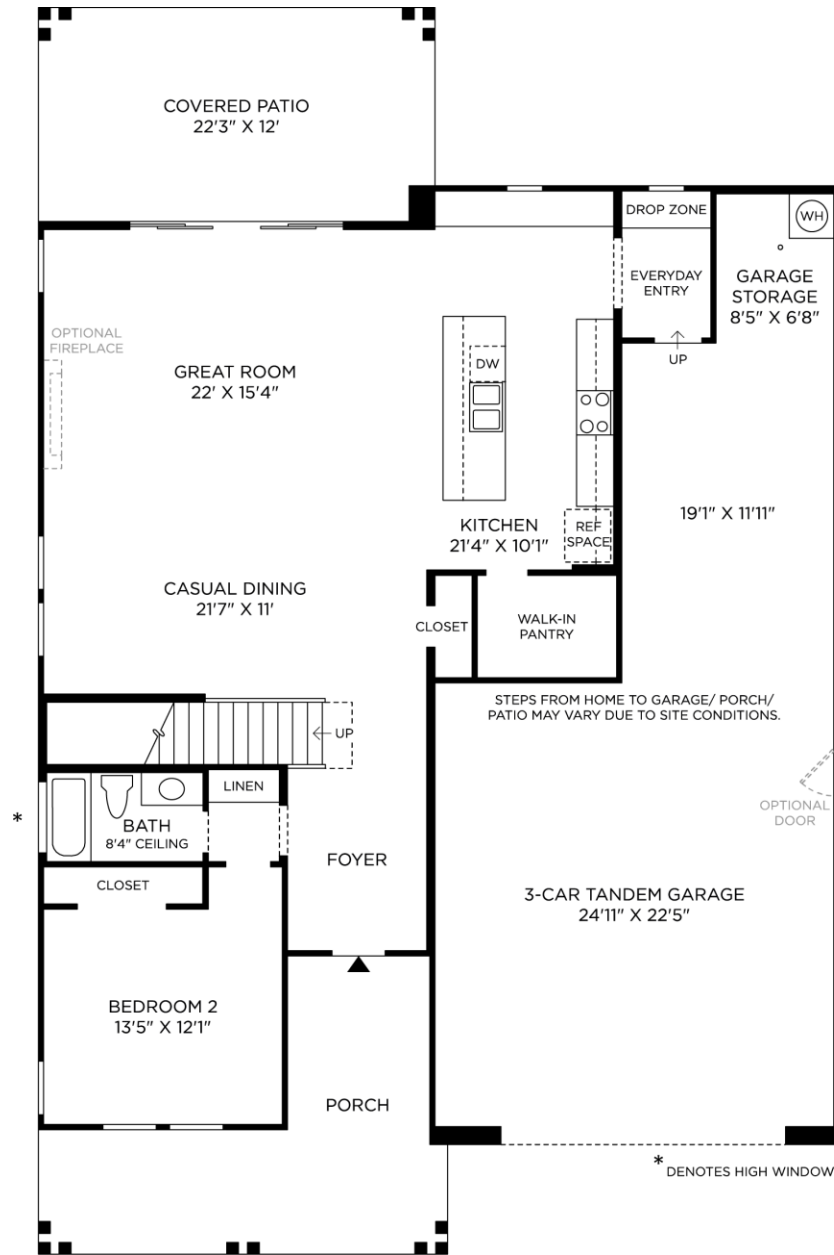 COVERED PATIO
22'3" X 12'
DROP ZONE
WH
EVERYDAY
ENTRY
GARAGE
STORAGE
8'5" X 6'8"
OPTIONAL
FIREPLACE
UP
GREAT ROOM
22' X 15'4"
DW
KITCHEN
21'4" X 10'1"
REF
SPACE
19'1" X 11'11"
CASUAL DINING
21'7" X 11'
CLOSET
WALK-IN
PANTRY
STEPS FROM HOME TO GARAGE/ PORCH/
PATIO MAY VARY DUE TO SITE CONDITIONS.
UP
LINEN
*
BATH
8'4" CEILING
OPTIONAL
DOOR
FOYER
CLOSET
3-CAR TANDEM GARAGE
24'11" X 22'5"
BEDROOM 2
13'5" X 12'1"
PORCH
* DENOTES HIGH WINDOW